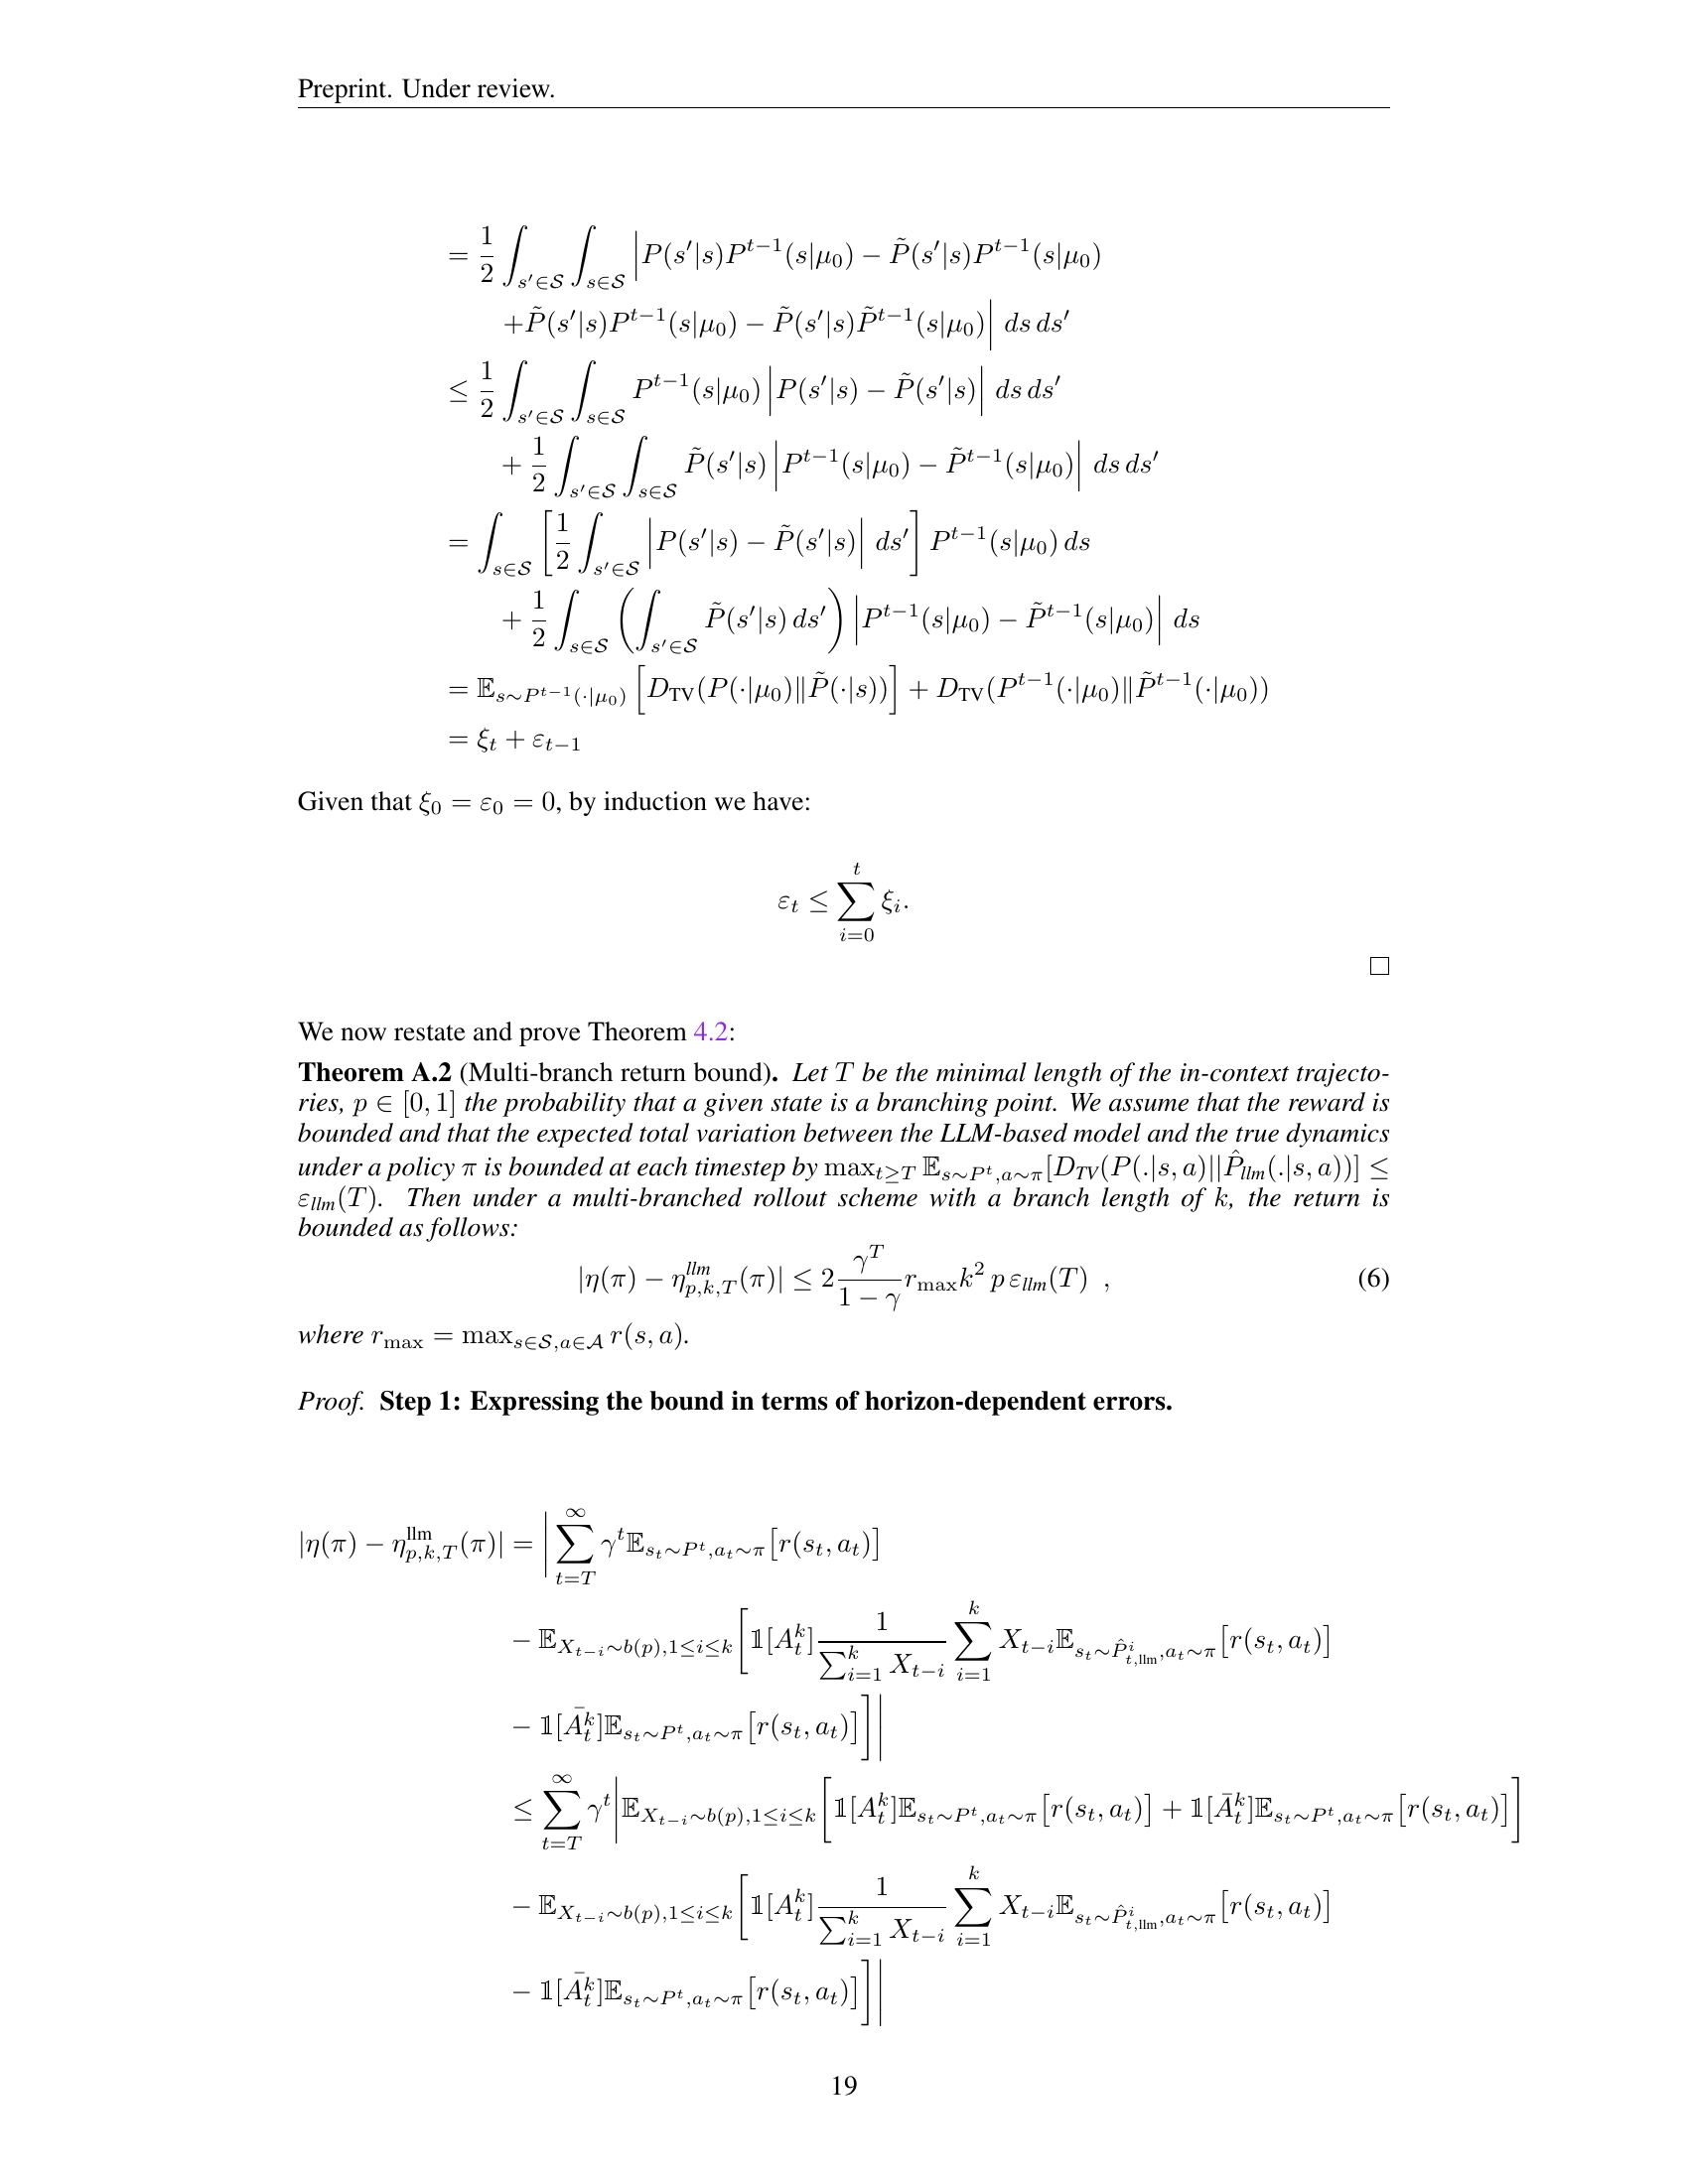 Preprint. Under review.
$= \frac{1}{2} \int_{s' \in \mathcal{S}} \int_{s \in \mathcal{S}} \Big| P(s'|s) P^{t-1}(s|\mu_0) - \tilde{P}(s'|s) P^{t-1}(s|\mu_0)$
$+ \tilde{P}(s'|s) P^{t-1}(s|\mu_0) - \tilde{P}(s'|s) \tilde{P}^{t-1}(s|\mu_0) \Big| \, ds \, ds'$
$\leq \frac{1}{2} \int_{s' \in \mathcal{S}} \int_{s \in \mathcal{S}} P^{t-1}(s|\mu_0) \Big| P(s'|s) - \tilde{P}(s'|s) \Big| \, ds \, ds'$
$+ \frac{1}{2} \int_{s' \in \mathcal{S}} \int_{s \in \mathcal{S}} \tilde{P}(s'|s) \Big| P^{t-1}(s|\mu_0) - \tilde{P}^{t-1}(s|\mu_0) \Big| \, ds \, ds'$
$= \int_{s \in \mathcal{S}} \left[ \frac{1}{2} \int_{s' \in \mathcal{S}} \Big| P(s'|s) - \tilde{P}(s'|s) \Big| \, ds' \right] P^{t-1}(s|\mu_0) \, ds$
$+ \frac{1}{2} \int_{s \in \mathcal{S}} \left( \int_{s' \in \mathcal{S}} \tilde{P}(s'|s) \, ds' \right) \Big| P^{t-1}(s|\mu_0) - \tilde{P}^{t-1}(s|\mu_0) \Big| \, ds$
$= \mathbb{E}_{s \sim P^{t-1}(\cdot|\mu_0)} \left[ D_{\text{TV}}(P(\cdot|\mu_0) \| \tilde{P}(\cdot|s)) \right] + D_{\text{TV}}(P^{t-1}(\cdot|\mu_0) \| \tilde{P}^{t-1}(\cdot|\mu_0))$
$= \xi_t + \varepsilon_{t-1}$
Given that $\xi_0 = \varepsilon_0 = 0$, by induction we have:
$\varepsilon_t \leq \sum_{i=0}^{t} \xi_i.$
□
We now restate and prove Theorem 4.2:
Theorem A.2 (Multi-branch return bound). Let $T$ be the minimal length of the in-context trajecto-
ries, $p \in [0, 1]$ the probability that a given state is a branching point. We assume that the reward is
bounded and that the expected total variation between the LLM-based model and the true dynamics
under a policy $\pi$ is bounded at each timestep by $\max_{t \geq T} \mathbb{E}_{s \sim P^t, a \sim \pi}[D_{TV}(P(.|s, a) || \hat{P}_{llm}(.|s, a))] \leq$
$\varepsilon_{llm}(T)$. Then under a multi-branched rollout scheme with a branch length of $k$, the return is
bounded as follows:
$|\eta(\pi) - \eta^{llm}_{p,k,T}(\pi)| \leq 2 \frac{\gamma^T}{1 - \gamma} r_{\max} k^2 \, p \, \varepsilon_{llm}(T) \;\; ,$ (6)
where $r_{\max} = \max_{s \in \mathcal{S}, a \in \mathcal{A}} r(s, a)$.
Proof. Step 1: Expressing the bound in terms of horizon-dependent errors.
$|\eta(\pi) - \eta^{\text{llm}}_{p,k,T}(\pi)| = \Big| \sum_{t=T}^{\infty} \gamma^t \mathbb{E}_{s_t \sim P^t, a_t \sim \pi} [r(s_t, a_t)]$
$- \mathbb{E}_{X_{t-i} \sim b(p), 1 \leq i \leq k} \Big[ \mathbb{1}[A_t^k] \frac{1}{\sum_{i=1}^{k} X_{t-i}} \sum_{i=1}^{k} X_{t-i} \mathbb{E}_{s_t \sim \hat{P}^i_{t,\text{llm}}, a_t \sim \pi} [r(s_t, a_t)]$
$- \mathbb{1}[\bar{A}_t^k] \mathbb{E}_{s_t \sim P^t, a_t \sim \pi} [r(s_t, a_t)] \Big] \Big|$
$\leq \sum_{t=T}^{\infty} \gamma^t \Big| \mathbb{E}_{X_{t-i} \sim b(p), 1 \leq i \leq k} \Big[ \mathbb{1}[A_t^k] \mathbb{E}_{s_t \sim P^t, a_t \sim \pi} [r(s_t, a_t)] + \mathbb{1}[\bar{A}_t^k] \mathbb{E}_{s_t \sim P^t, a_t \sim \pi} [r(s_t, a_t)] \Big]$
$- \mathbb{E}_{X_{t-i} \sim b(p), 1 \leq i \leq k} \Big[ \mathbb{1}[A_t^k] \frac{1}{\sum_{i=1}^{k} X_{t-i}} \sum_{i=1}^{k} X_{t-i} \mathbb{E}_{s_t \sim \hat{P}^i_{t,\text{llm}}, a_t \sim \pi} [r(s_t, a_t)]$
$- \mathbb{1}[\bar{A}_t^k] \mathbb{E}_{s_t \sim P^t, a_t \sim \pi} [r(s_t, a_t)] \Big] \Big|$
19